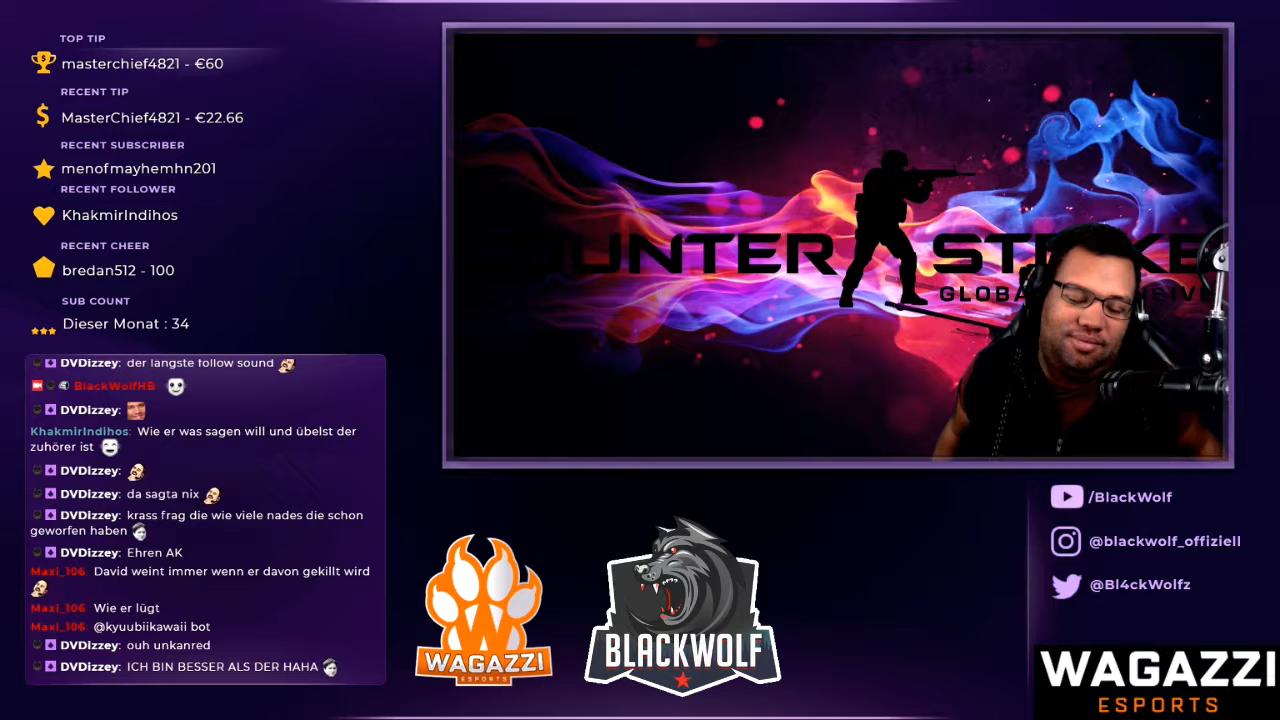 TOP TIP
masterchief4821 - €60
RECENT TIP
MasterChief4821 - €22.66
RECENT SUBSCRIBER
menofmayhemhn201
RECENT FOLLOWER
KhakmirIndihos
RECENT CHEER
bredan512 - 100
SUB COUNT
Dieser Monat : 34
DVDizzey: der langste follow sound
BlackWolfHB
DVDizzey:
KhakmirIndihos: Wie er was sagen will und übelst der
zuhörer ist
DVDizzey:
DVDizzey: da sagta nix
DVDizzey: krass frag die wie viele nades die schon
geworfen haben
DVDizzey: Ehren AK
Maxi_106: David weint immer wenn er davon gekillt wird
Maxi_106: Wie er lügt
Maxi_106: @kyuubiikawaii bot
DVDizzey: ouh unkanred
DVDizzey: ICH BIN BESSER ALS DER HAHA
OUNTER STRIKE
GLOBA SIVE
WAGAZZI
ESPORTS
BLACKWOLF
/BlackWolf
@blackwolf_offiziell
@Bl4ckWolfz
WAGAZZI
ESPORTS